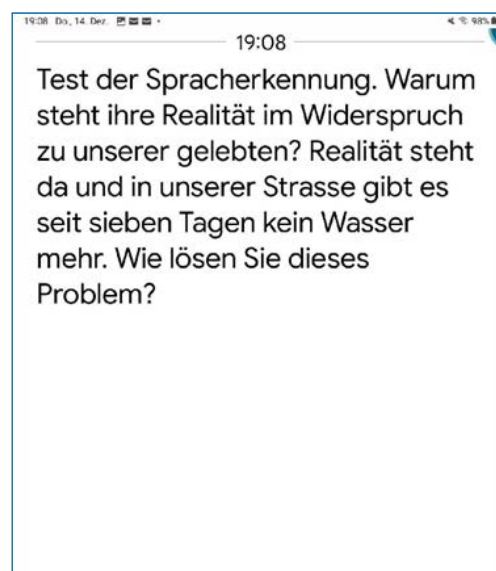 19:08 Do., 14. Dez.
98%
19:08
Test der Spracherkennung. Warum
steht ihre Realität im Widerspruch
zu unserer gelebten? Realität steht
da und in unserer Strasse gibt es
seit sieben Tagen kein Wasser
mehr. Wie lösen Sie dieses
Problem?